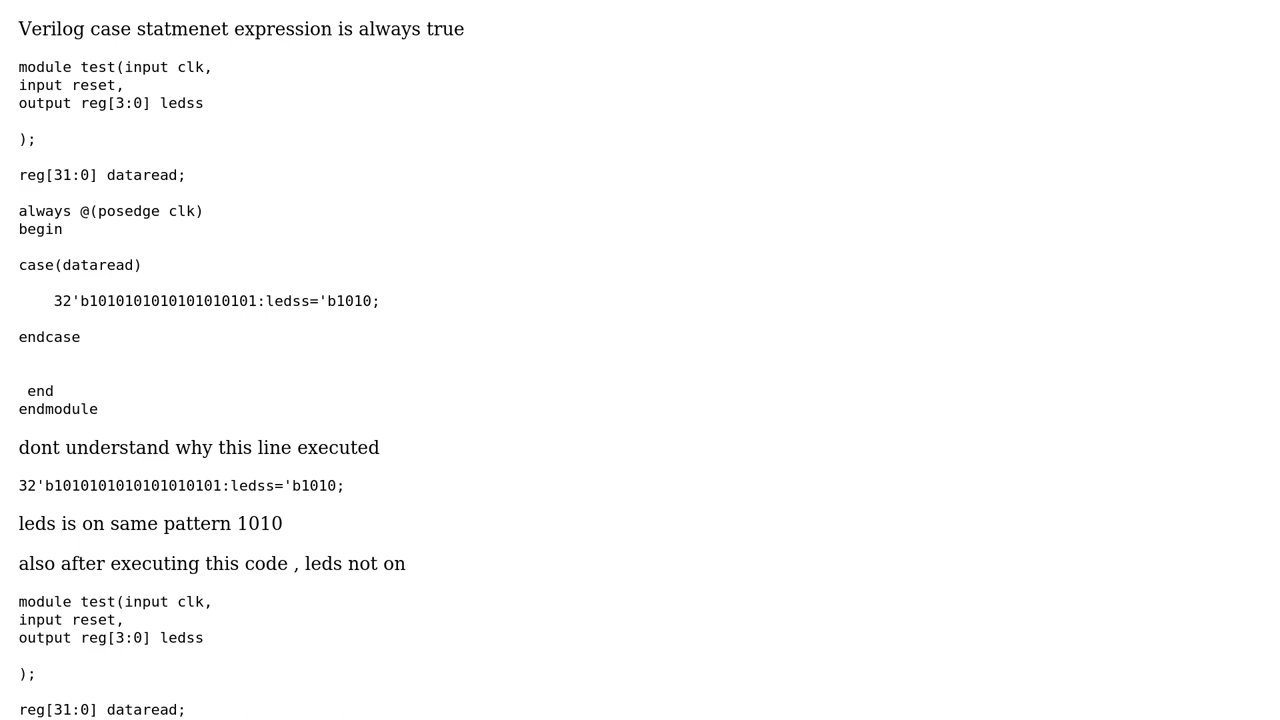 Verilog case statmenet expression is always true
module test(input clk,
input reset,
output reg[3:0] ledss
);
reg[31:0] dataread;
always @(posedge clk)
begin
case(dataread)
32'b1010101010101010101:ledss='b1010;
endcase
end
endmodule
dont understand why this line executed
32'b1010101010101010101:ledss='b1010;
leds is on same pattern 1010
also after executing this code , leds not on
module test(input clk,
input reset,
output reg[3:0] ledss
);
reg[31:0] dataread;